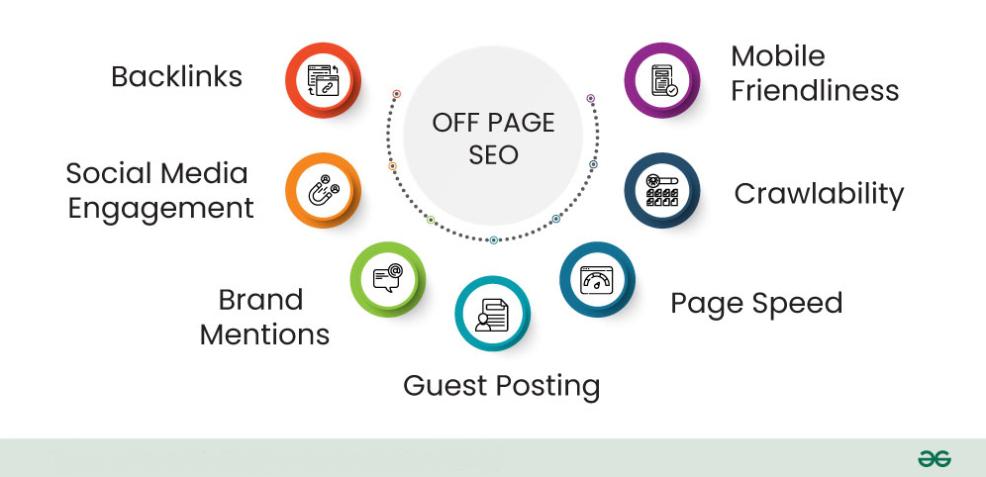 OFF PAGE
SEO
Backlinks
Social Media
Engagement
Brand
Mentions
Guest Posting
Page Speed
Crawlability
Mobile
Friendliness